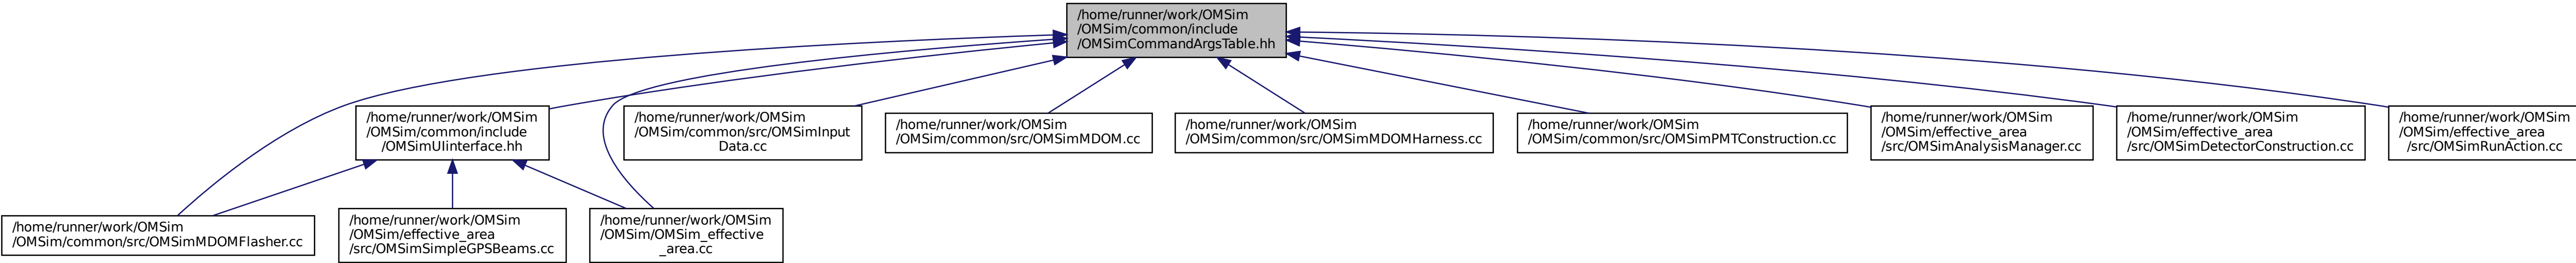 /home/runner/work/OMSim
/OMSim/common/include
/OMSimCommandArgsTable.hh
/home/runner/work/OMSim
/OMSim/common/include
/OMSimUIinterface.hh
/home/runner/work/OMSim
/OMSim/common/src/OMSimInput
Data.cc
/home/runner/work/OMSim
/OMSim/common/src/OMSimMDOM.cc
/home/runner/work/OMSim
/OMSim/common/src/OMSimMDOMHarness.cc
/home/runner/work/OMSim
/OMSim/common/src/OMSimPMTConstruction.cc
/home/runner/work/OMSim
/OMSim/effective_area
/src/OMSimAnalysisManager.cc
/home/runner/work/OMSim
/OMSim/effective_area
/src/OMSimDetectorConstruction.cc
/home/runner/work/OMSim
/OMSim/effective_area
/src/OMSimRunAction.cc
/home/runner/work/OMSim
/OMSim/common/src/OMSimMDOMFlasher.cc
/home/runner/work/OMSim
/OMSim/effective_area
/src/OMSimSimpleGPSBeams.cc
/home/runner/work/OMSim
/OMSim/OMSim_effective
_area.cc